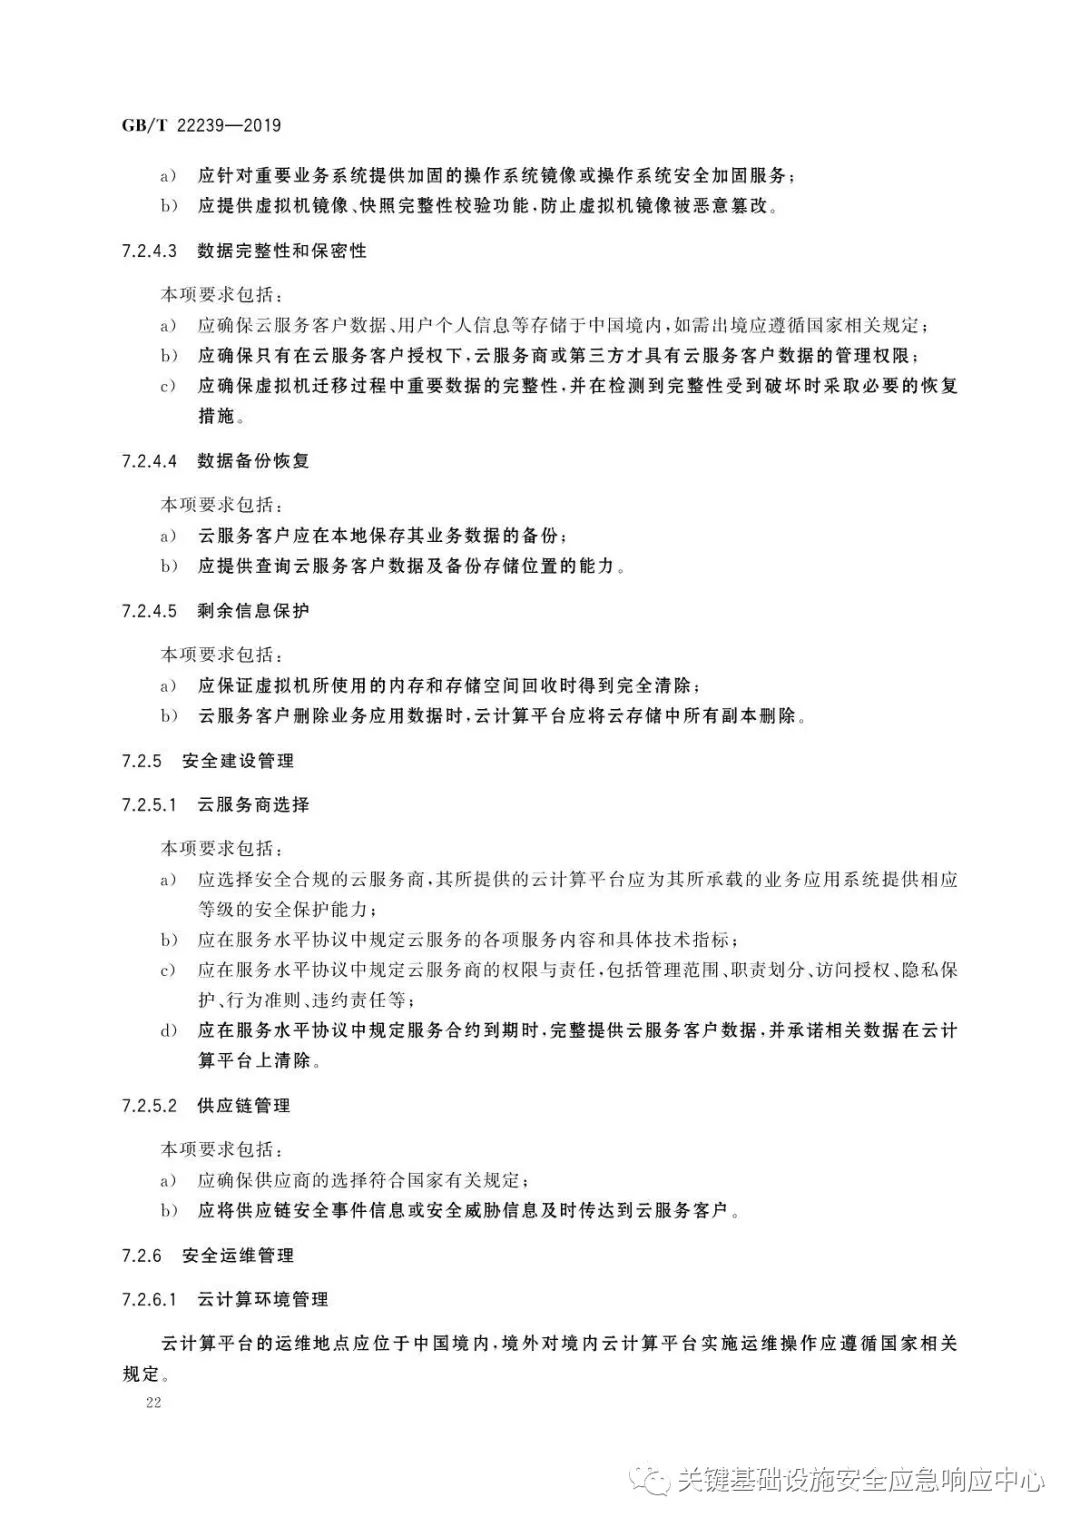 GB/T 22239—2019
a) 应针对重要业务系统提供加固的操作系统镜像或操作系统安全加固服务;
b) 应提供虚拟机镜像、快照完整性校验功能,防止虚拟机镜像被恶意篡改。
7.2.4.3 数据完整性和保密性
本项要求包括:
a) 应确保云服务客户数据、用户个人信息等存储于中国境内,如需出境应遵循国家相关规定;
b) 应确保只有在云服务客户授权下,云服务商或第三方才具有云服务客户数据的管理权限;
c) 应确保虚拟机迁移过程中重要数据的完整性,并在检测到完整性受到破坏时采取必要的恢复
措施。
7.2.4.4 数据备份恢复
本项要求包括:
a) 云服务客户应在本地保存其业务数据的备份;
b) 应提供查询云服务客户数据及备份存储位置的能力。
7.2.4.5 剩余信息保护
本项要求包括:
a) 应保证虚拟机所使用的内存和存储空间回收时得到完全清除;
b) 云服务客户删除业务应用数据时,云计算平台应将云存储中所有副本删除。
7.2.5 安全建设管理
7.2.5.1 云服务商选择
本项要求包括:
a) 应选择安全合规的云服务商,其所提供的云计算平台应为其所承载的业务应用系统提供相应
等级的安全保护能力;
b) 应在服务水平协议中规定云服务的各项服务内容和具体技术指标;
c) 应在服务水平协议中规定云服务商的权限与责任,包括管理范围、职责划分、访问授权、隐私保
护、行为准则、违约责任等;
d) 应在服务水平协议中规定服务合约到期时,完整提供云服务客户数据,并承诺相关数据在云计
算平台上清除。
7.2.5.2 供应链管理
本项要求包括:
a) 应确保供应商的选择符合国家有关规定;
b) 应将供应链安全事件信息或安全威胁信息及时传达到云服务客户。
7.2.6 安全运维管理
7.2.6.1 云计算环境管理
云计算平台的运维地点应位于中国境内,境外对境内云计算平台实施运维操作应遵循国家相关
规定。
22
关键基础设施安全应急响应中心